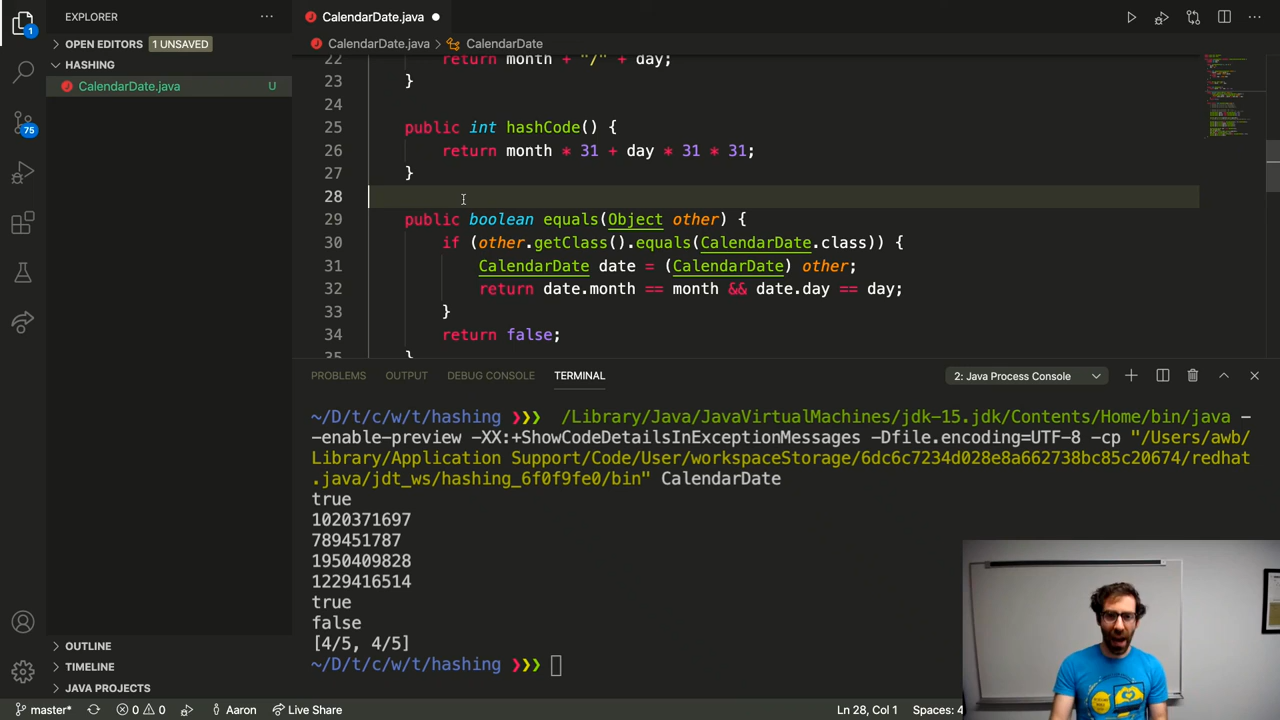 EXPLORER
CalendarDate.java
OPEN EDITORS 1 UNSAVED
CalendarDate.java CalendarDate
HASHING
CalendarDate.java U
1
75
22 return month + "/" + day;
23 }
24
25 public int hashCode() {
26 return month * 31 + day * 31 * 31;
27 }
28
29 public boolean equals(Object other) {
30 if (other.getClass().equals(CalendarDate.class)) {
31 CalendarDate date = (CalendarDate) other;
32 return date.month == month && date.day == day;
33 }
34 return false;
35 }
PROBLEMS OUTPUT DEBUG CONSOLE TERMINAL 2: Java Process Console
~/D/t/c/w/t/hashing ❯❯❯ /Library/Java/JavaVirtualMachines/jdk-15.jdk/Contents/Home/bin/java -
-enable-preview -XX:+ShowCodeDetailsInExceptionMessages -Dfile.encoding=UTF-8 -cp "/Users/awb/
Library/Application Support/Code/User/workspaceStorage/6dc6c7234d028e8a662738bc85c20674/redhat
.java/jdt_ws/hashing_6f0f9fe0/bin" CalendarDate
true
1020371697
789451787
1950409828
1229416514
true
false
[4/5, 4/5]
~/D/t/c/w/t/hashing ❯❯❯
OUTLINE
TIMELINE
JAVA PROJECTS
master* 0 0 Aaron Live Share Ln 28, Col 1 Spaces: 4